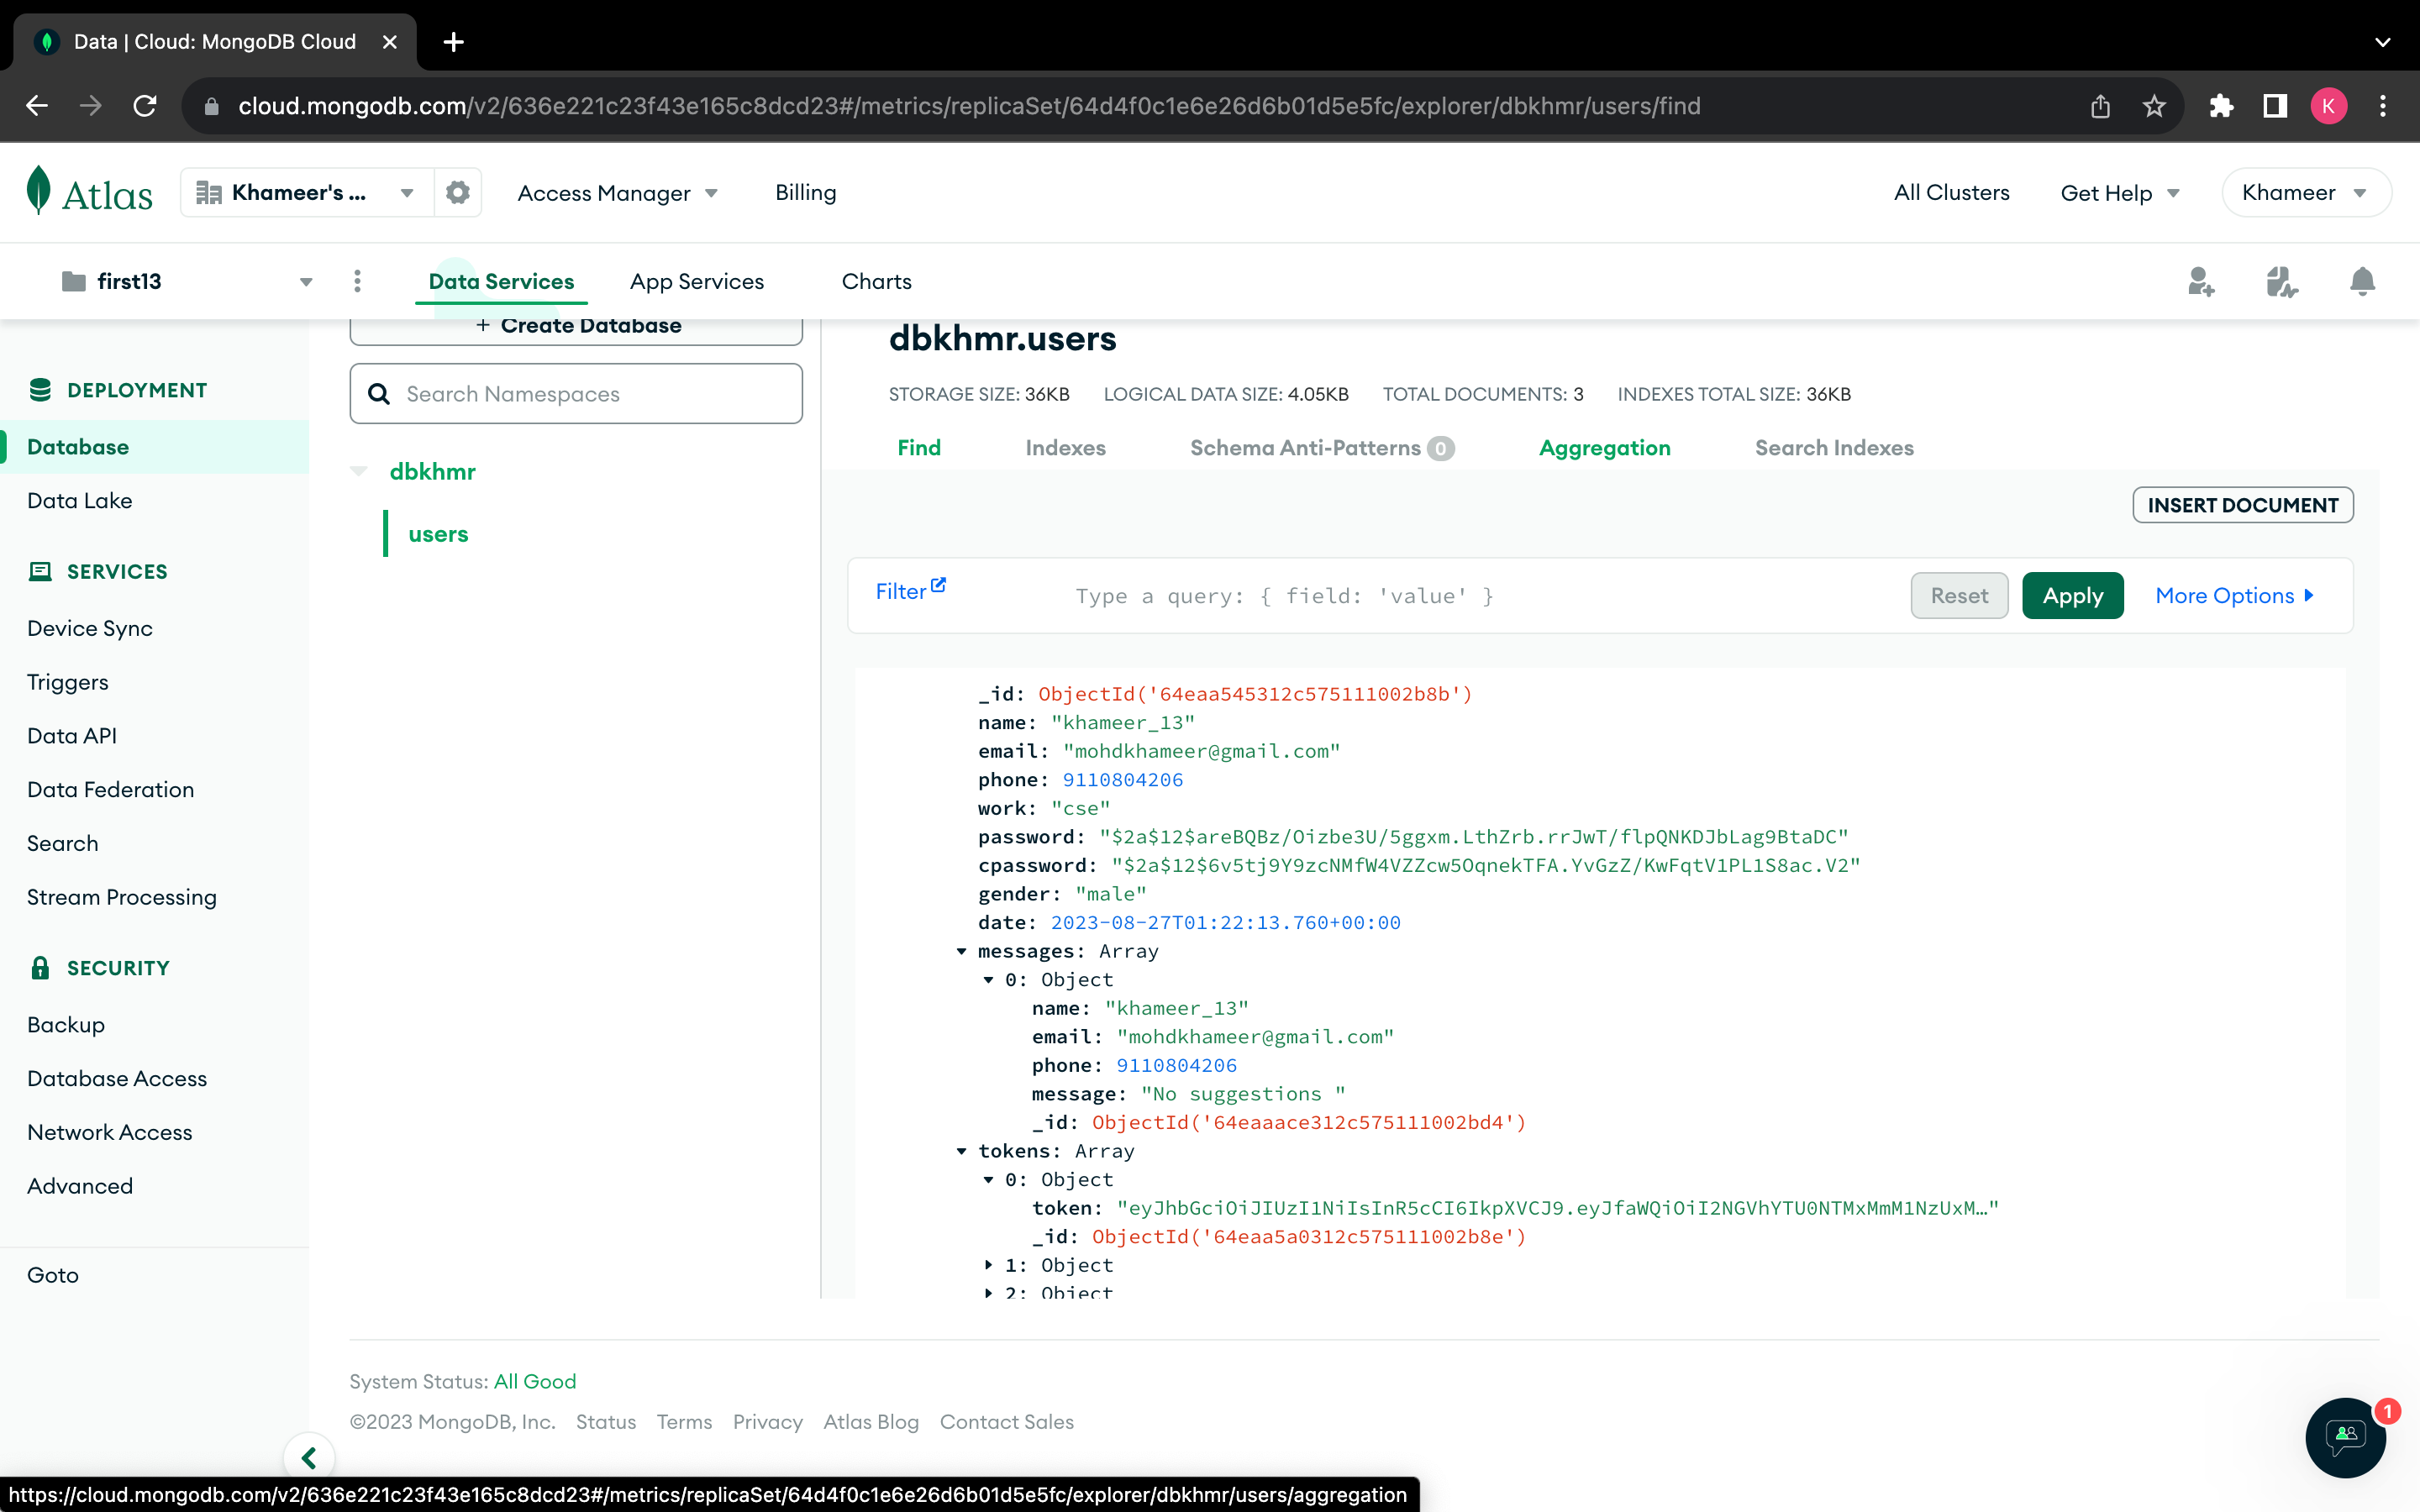 Data | Cloud: MongoDB Cloud
cloud.mongodb.com/v2/636e221c23f43e165c8dcd23#/metrics/replicaSet/64d4f0c1e6e26d6b01d5e5fc/explorer/dbkhmr/users/find
K
Atlas
Khameer's ...
Access Manager
Billing
All Clusters
Get Help
Khameer
first13
Data Services
App Services
Charts
DEPLOYMENT
Database
Data Lake
SERVICES
Device Sync
Triggers
Data API
Data Federation
Search
Stream Processing
SECURITY
Backup
Database Access
Network Access
Advanced
Goto
+ Create Database
Search Namespaces
dbkhmr
users
dbkhmr.users
STORAGE SIZE: 36KB LOGICAL DATA SIZE: 4.05KB TOTAL DOCUMENTS: 3 INDEXES TOTAL SIZE: 36KB
Find Indexes Schema Anti-Patterns 0 Aggregation Search Indexes
INSERT DOCUMENT
Filter Type a query: { field: 'value' } Reset Apply More Options
_id: ObjectId('64eaa545312c575111002b8b')
name: "khameer_13"
email: "mohdkhameer@gmail.com"
phone: 9110804206
work: "cse"
password: "$2a$12$areBQBz/Oizbe3U/5ggxm.LthZrb.rrJwT/flpQNKDJbLag9BtaDC"
cpassword: "$2a$12$6v5tj9Y9zcNMfW4VZZcw5OqnekTFA.YvGzZ/KwFqtV1PL1S8ac.V2"
gender: "male"
date: 2023-08-27T01:22:13.760+00:00
messages: Array
0: Object
name: "khameer_13"
email: "mohdkhameer@gmail.com"
phone: 9110804206
message: "No suggestions "
_id: ObjectId('64eaaace312c575111002bd4')
tokens: Array
0: Object
token: "eyJhbGciOiJIUzI1NiIsInR5cCI6IkpXVCJ9.eyJfaWQiOiI2NGVhYTU0NTMxMmM1NzUxM…"
_id: ObjectId('64eaa5a0312c575111002b8e')
1: Object
2: Object
System Status: All Good
©2023 MongoDB, Inc. Status Terms Privacy Atlas Blog Contact Sales
1
https://cloud.mongodb.com/v2/636e221c23f43e165c8dcd23#/metrics/replicaSet/64d4f0c1e6e26d6b01d5e5fc/explorer/dbkhmr/users/aggregation